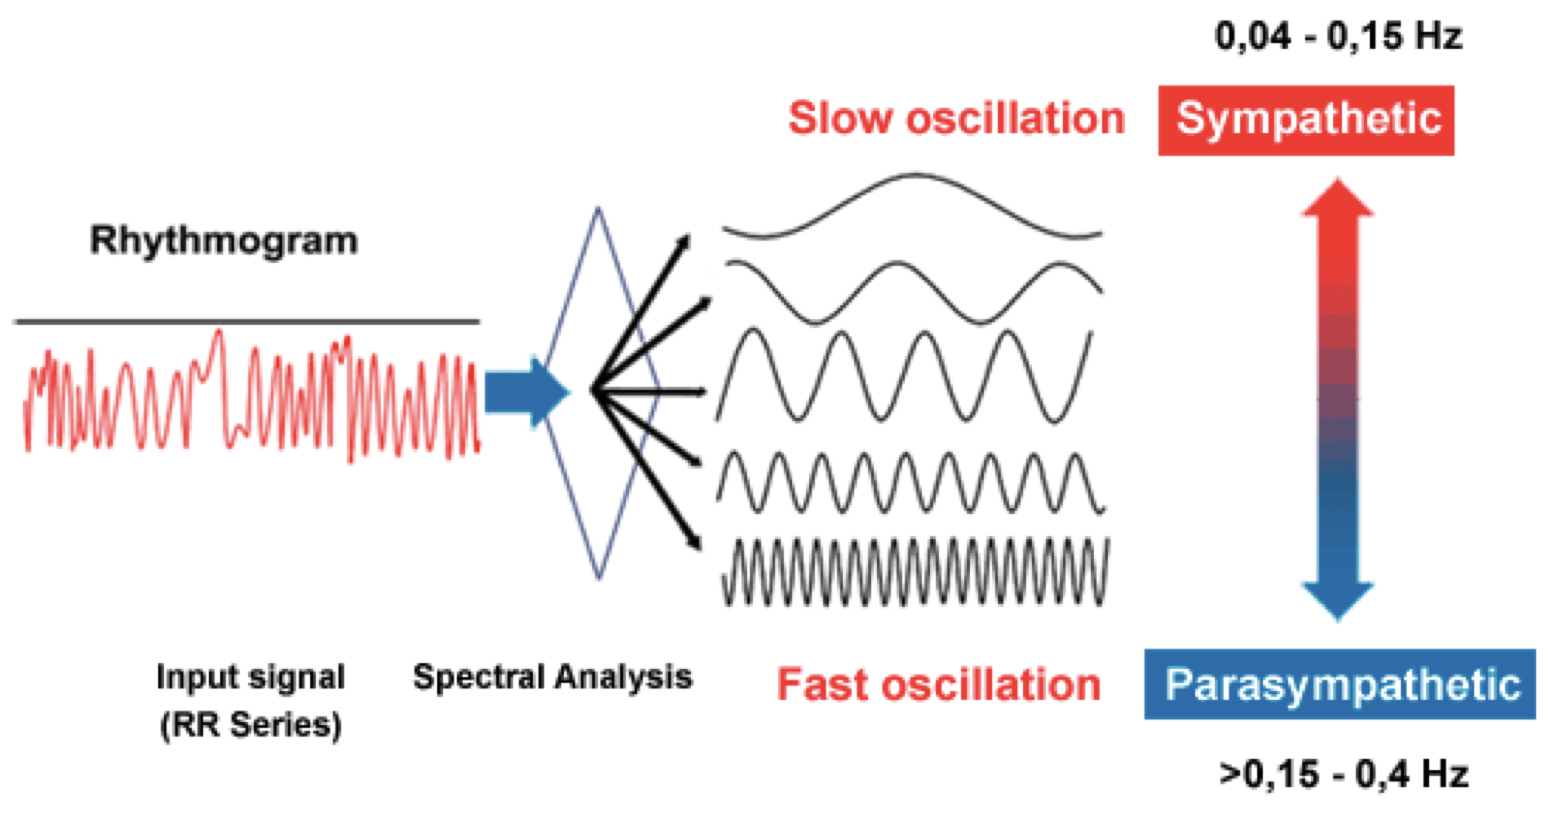 0,04 - 0,15 Hz
Slow oscillation
Sympathetic
Rhythmogram
Input signal
(RR Series)
Spectral Analysis
Fast oscillation
Parasympathetic
>0,15 - 0,4 Hz